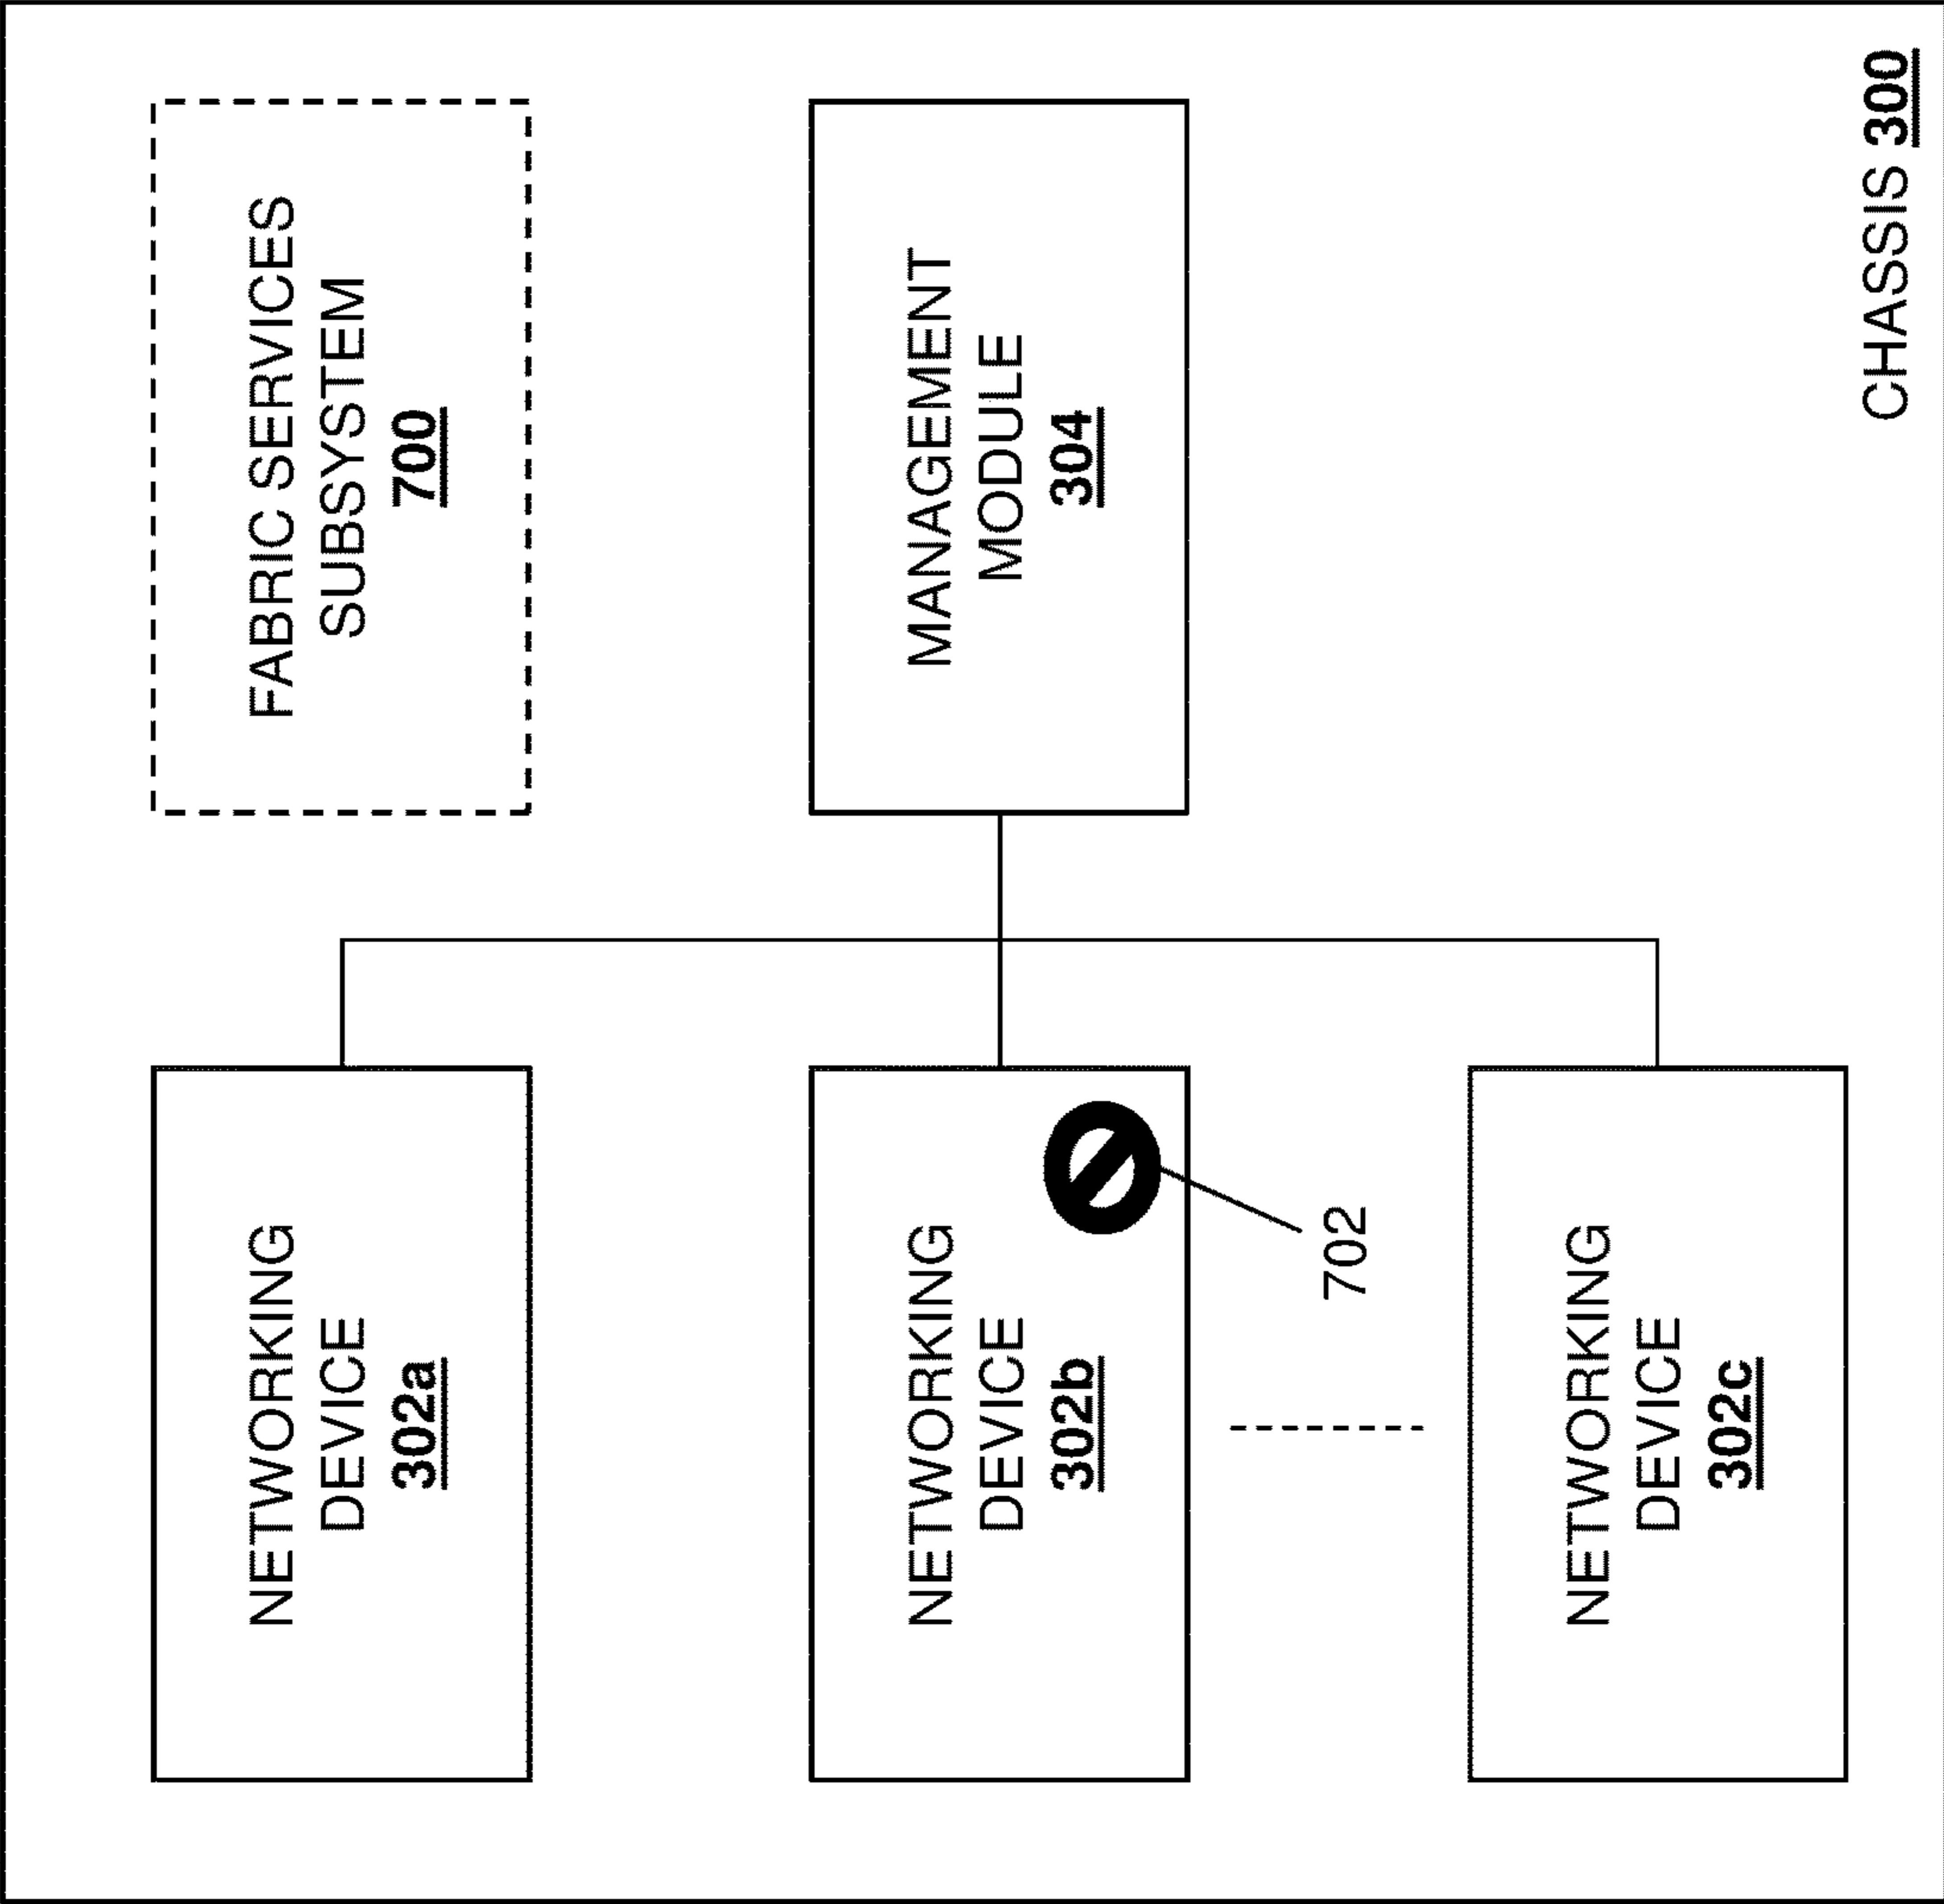 NETWORKING
DEVICE
302a
FABRIC SERVICES
SUBSYSTEM
700
NETWORKING
DEVICE
302b
702
MANAGEMENT
MODULE
304
NETWORKING
DEVICE
302c
CHASSIS 300